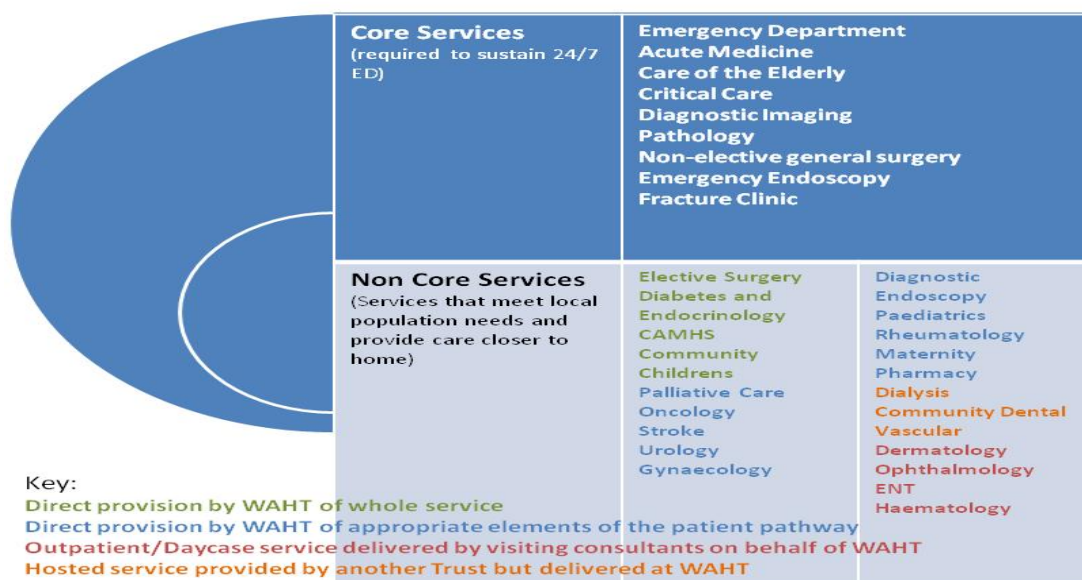 Core Services
(required to sustain 24/7
ED)
Emergency Department
Acute Medicine
Care of the Elderly
Critical Care
Diagnostic Imaging
Pathology
Non-elective general surgery
Emergency Endoscopy
Fracture Clinic
Non Core Services
(Services that meet local
population needs and
provide care closer to
home)
Elective Surgery
Diabetes and
Endocrinology
CAMHS
Community
Childrens
Palliative Care
Oncology
Stroke
Urology
Gynaecology
Diagnostic
Endoscopy
Paediatrics
Rheumatology
Maternity
Pharmacy
Dialysis
Community Dental
Vascular
Dermatology
Ophthalmology
ENT
Haematology
Key:
Direct provision by WAHT of whole service
Direct provision by WAHT of appropriate elements of the patient pathway
Outpatient/Daycase service delivered by visiting consultants on behalf of WAHT
Hosted service provided by another Trust but delivered at WAHT